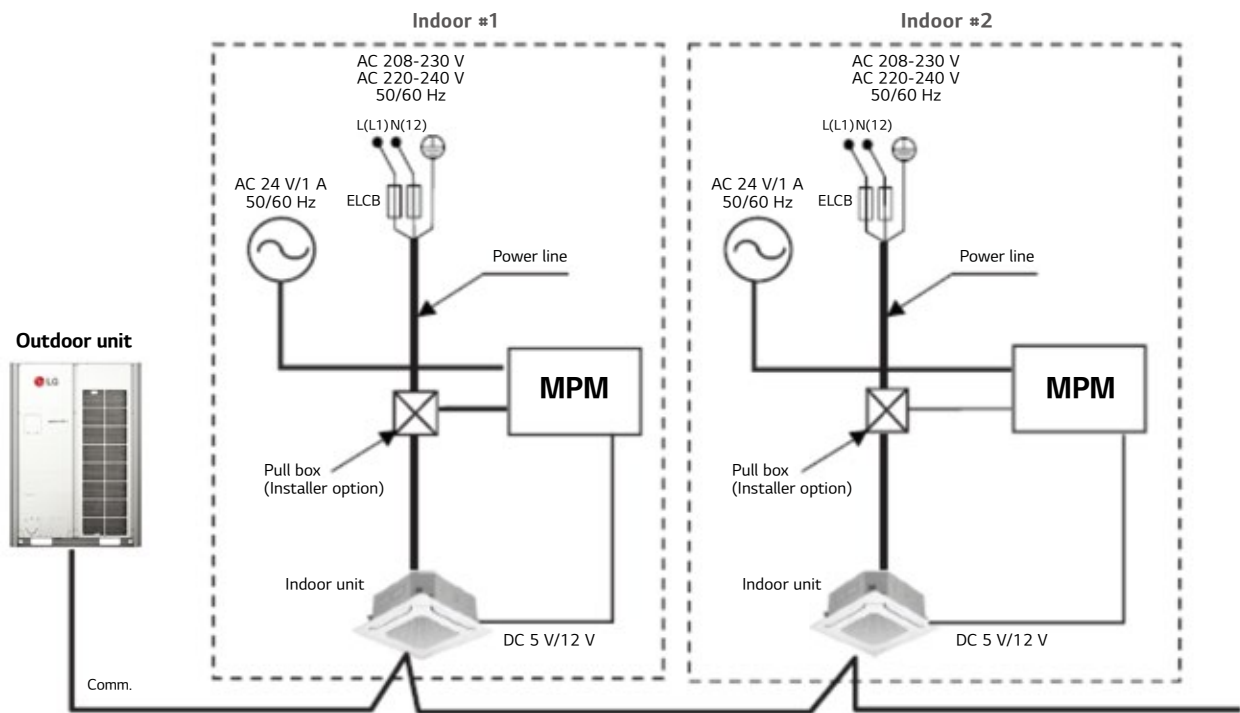 Indoor #1
Indoor #2
AC 208-230 V
AC 220-240 V
50/60 Hz
L(L1) N(12)
AC 24 V/1 A
50/60 Hz
ELCB
Power line
MPM
Pull box
(Installer option)
Indoor unit
DC 5 V/12 V
AC 208-230 V
AC 220-240 V
50/60 Hz
L(L1) N(12)
AC 24 V/1 A
50/60 Hz
ELCB
Power line
MPM
Pull box
(Installer option)
Indoor unit
DC 5 V/12 V
Outdoor unit
LG
Comm.